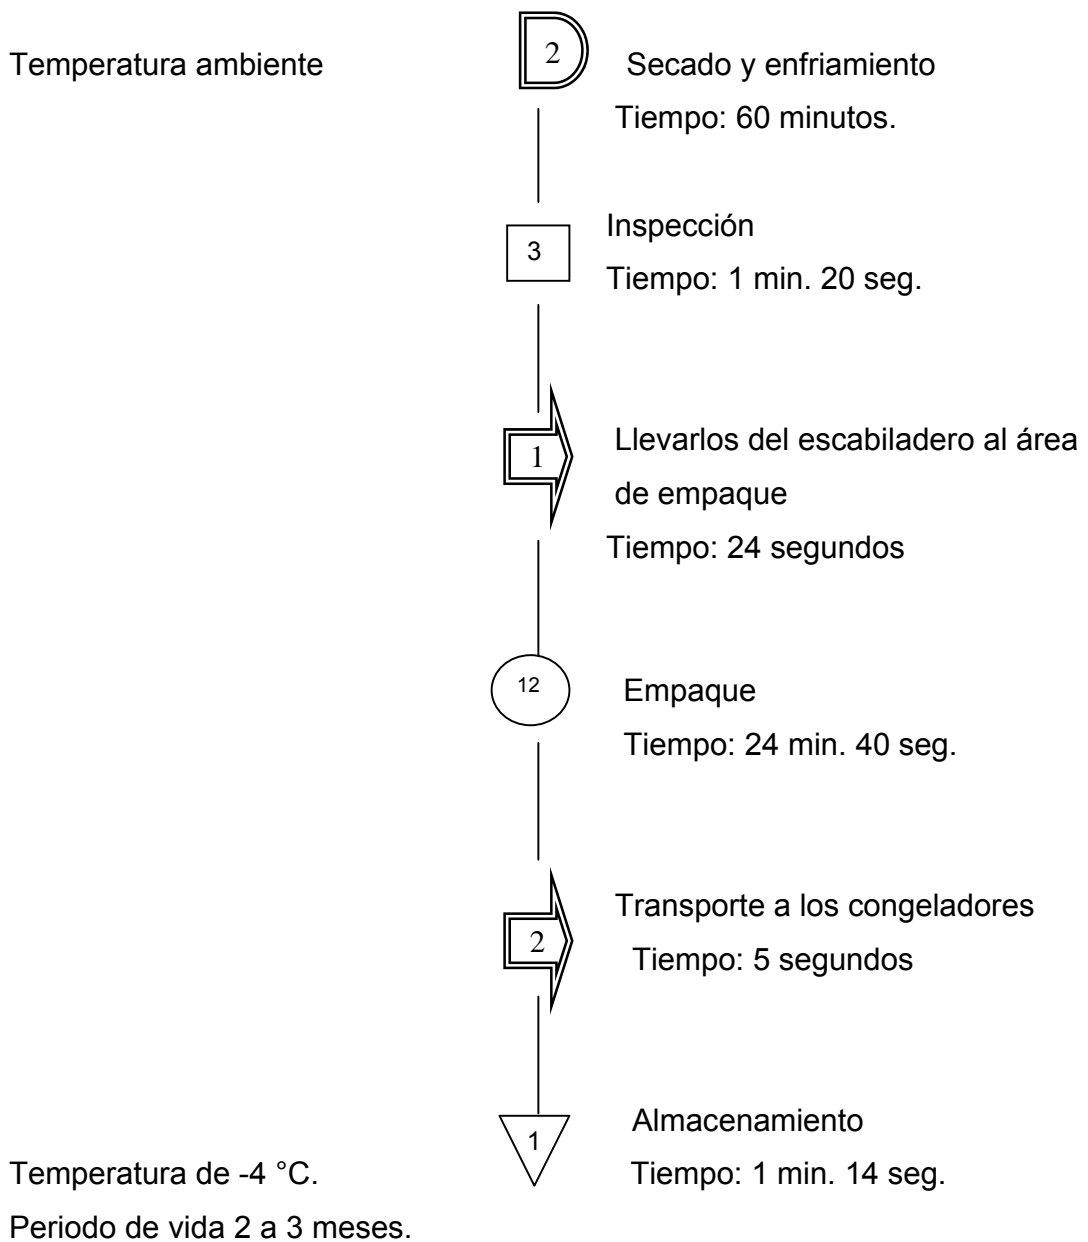 Temperatura ambiente
2
Secado y enfriamiento
Tiempo: 60 minutos.
3
Inspección
Tiempo: 1 min. 20 seg.
1
Llevarlos del escabiladero al área
de empaque
Tiempo: 24 segundos
12
Empaque
Tiempo: 24 min. 40 seg.
2
Transporte a los congeladores
Tiempo: 5 segundos
1
Almacenamiento
Temperatura de -4 °C.
Tiempo: 1 min. 14 seg.
Periodo de vida 2 a 3 meses.